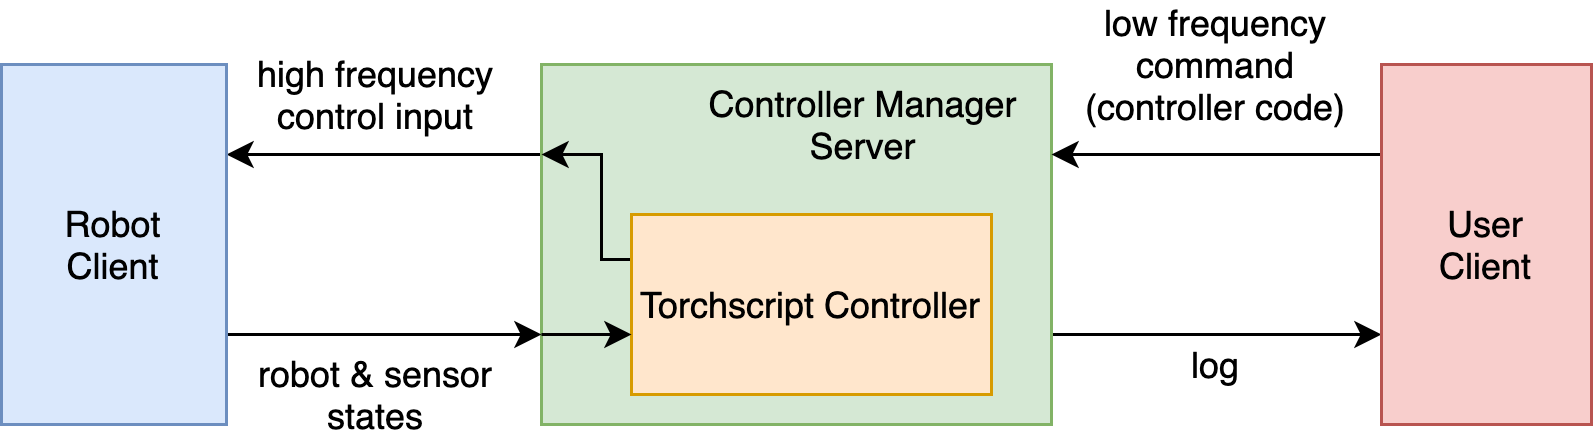 high frequency
control input
Robot
Client
robot & sensor
states
Controller Manager
Server
Torchscript Controller
low frequency
command
(controller code)
log
User
Client